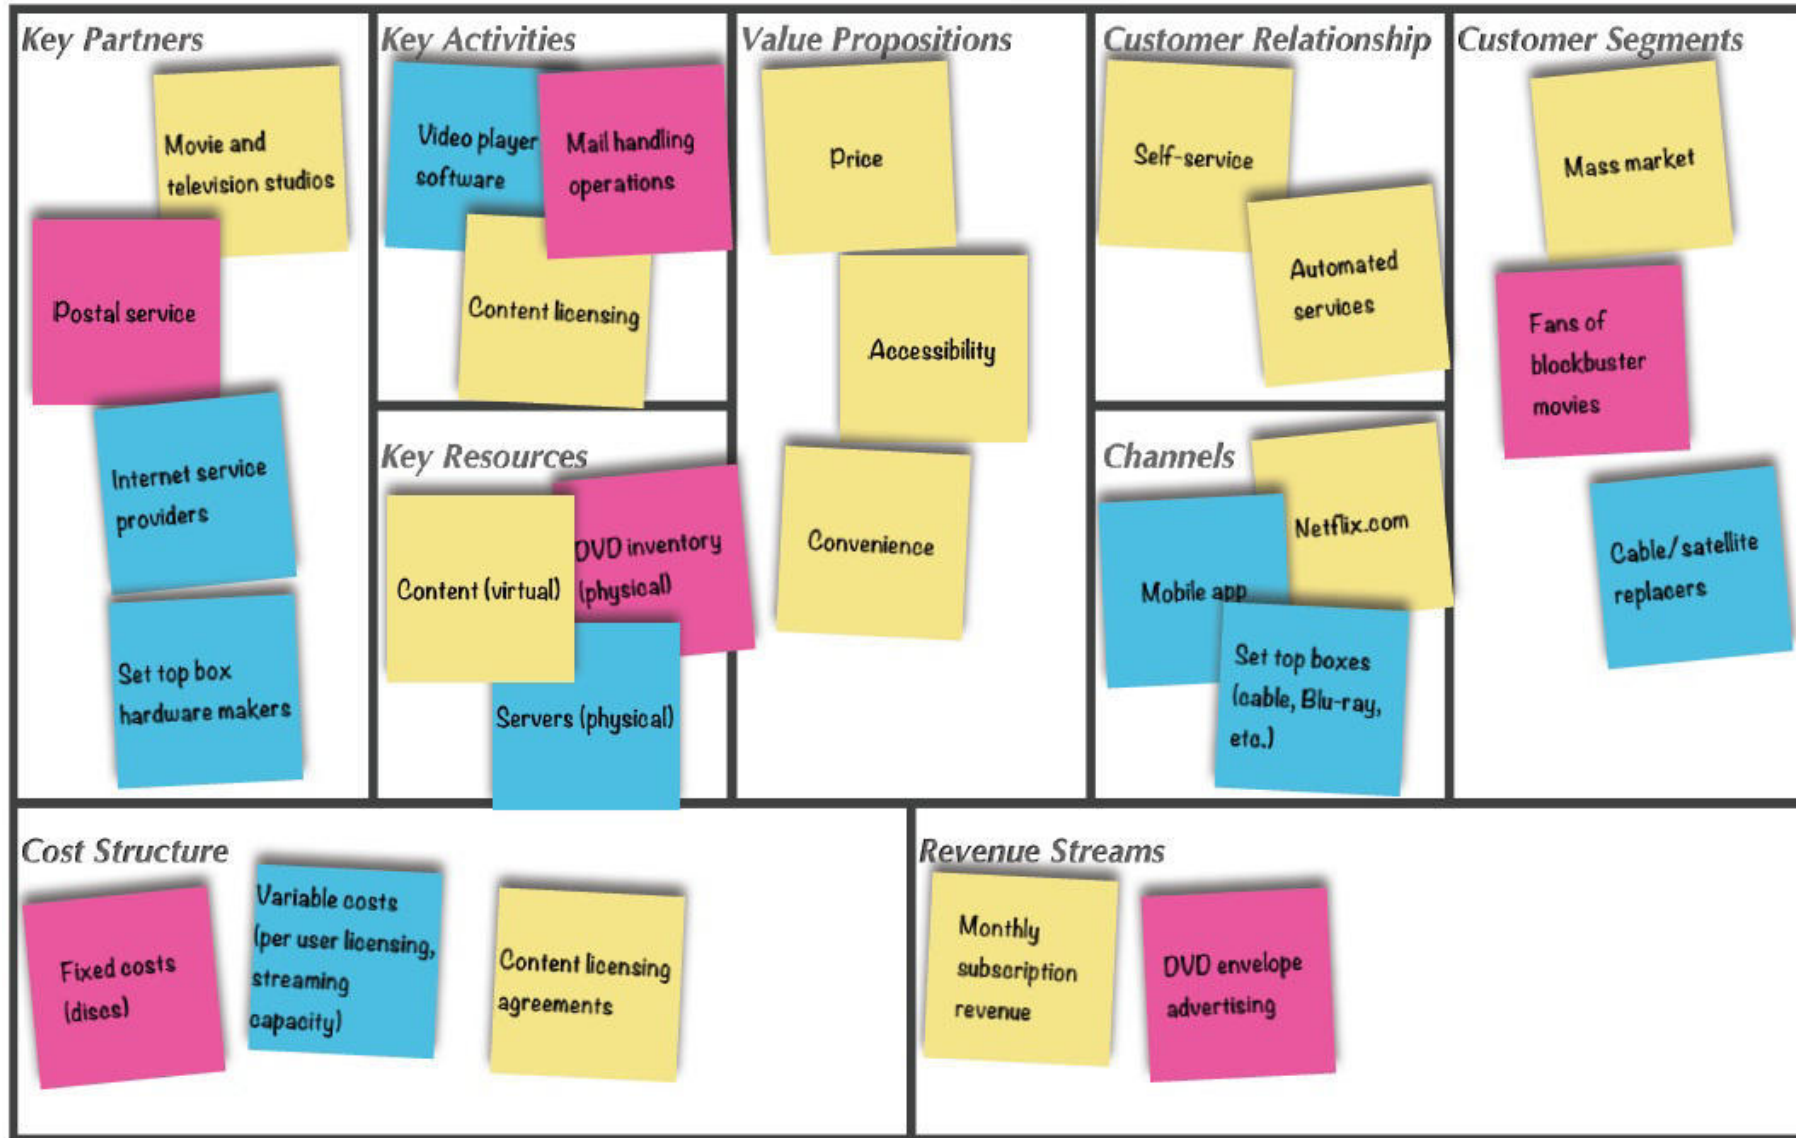 Key Partners
Movie and
television studios
Postal service
Internet service
providers
Set top box
hardware makers
Key Activities
Video player
software
Mail handling
operations
Content licensing
Key Resources
Content (virtual)
DVD inventory
(physical)
Servers (physical)
Value Propositions
Price
Accessibility
Convenience
Customer Relationship
Self-service
Automated
services
Channels
Netflix.com
Mobile app
Set top boxes
(cable, Blu-ray,
etc.)
Customer Segments
Mass market
Fans of
blockbuster
movies
Cable/satellite
replacers
Cost Structure
Fixed costs
(discs)
Variable costs
(per user licensing,
streaming
capacity)
Content licensing
agreements
Revenue Streams
Monthly
subscription
revenue
DVD envelope
advertising